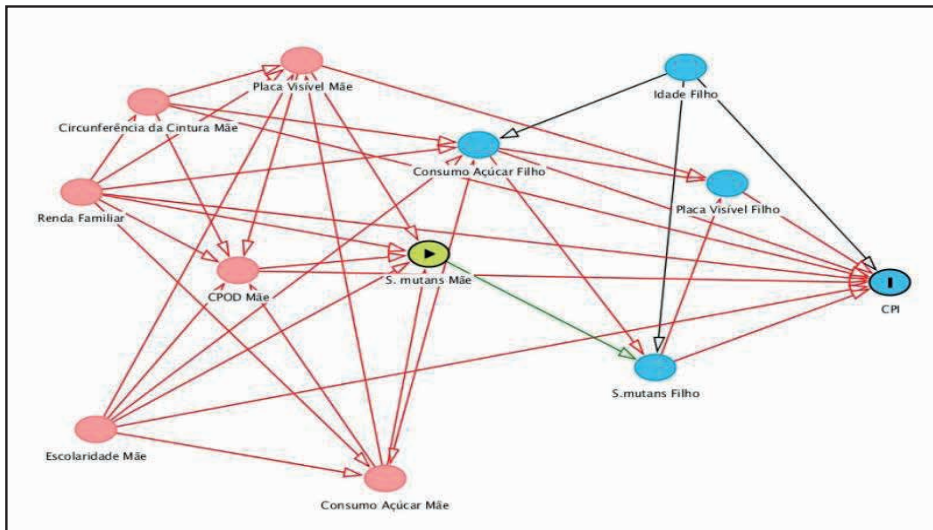 Placa Visível Mãe
Idade Filho
Circunferência da Cintura Mãe
Consumo Açúcar Filho
Placa Visível Filho
Renda Familiar
S. mutans Mãe
CPOD Mãe
CPI
S.mutans Filho
Escolaridade Mãe
Consumo Açúcar Mãe